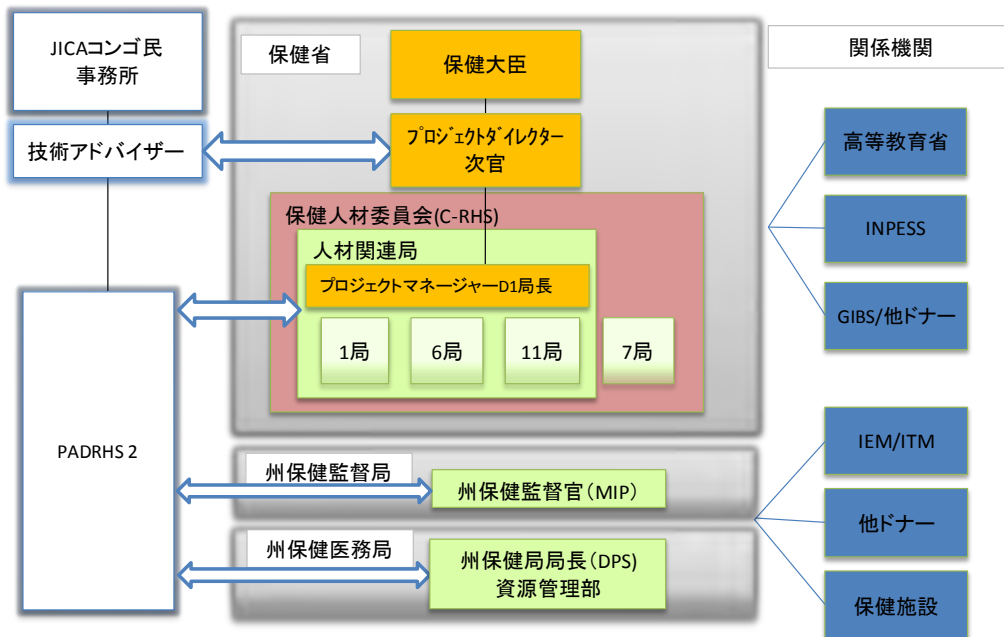 JICAコンゴ民
事務所
技術アドバイザー
PADRHS 2
保健省
保健大臣
プロジェクトダイレクター
次官
保健人材委員会(C-RHS)
人材関連局
プロジェクトマネージャーD1局長
1局
6局
11局
7局
州保健監督局
州保健監督官（MIP）
州保健医務局
州保健局局長（DPS)
資源管理部
関係機関
高等教育省
INPESS
GIBS/他ドナー
IEM/ITM
他ドナー
保健施設